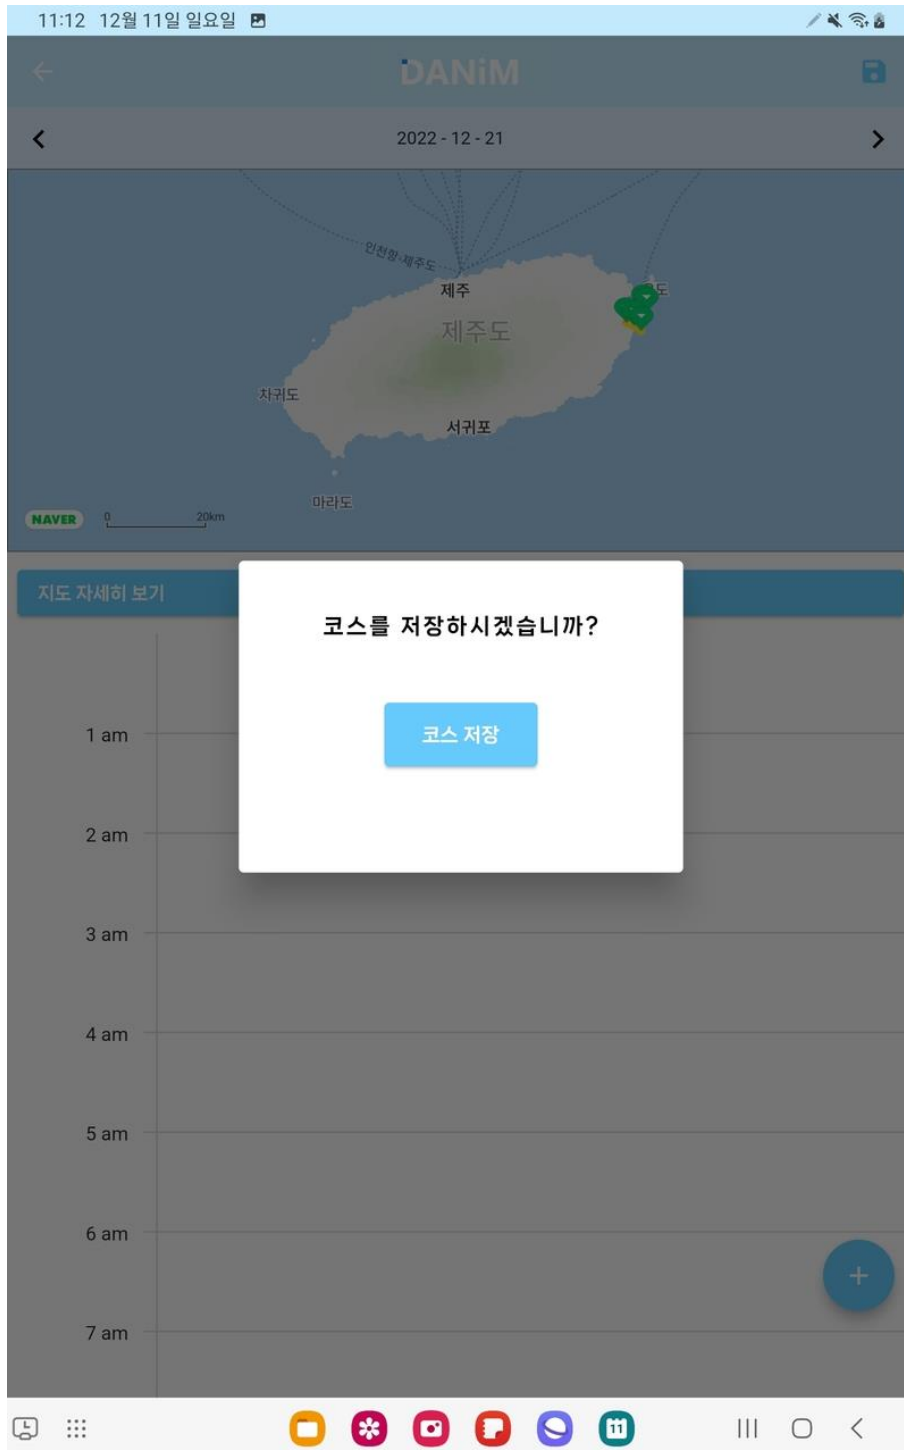 11:12 12월 11일 일요일
DANiM
2022 - 12 - 21
인천항-제주도
제주
제주도
차귀도
서귀포
마라도
NAVER 0 20km
지도 자세히 보기
코스를 저장하시겠습니까?
코스 저장
1 am
2 am
3 am
4 am
5 am
6 am
7 am
11